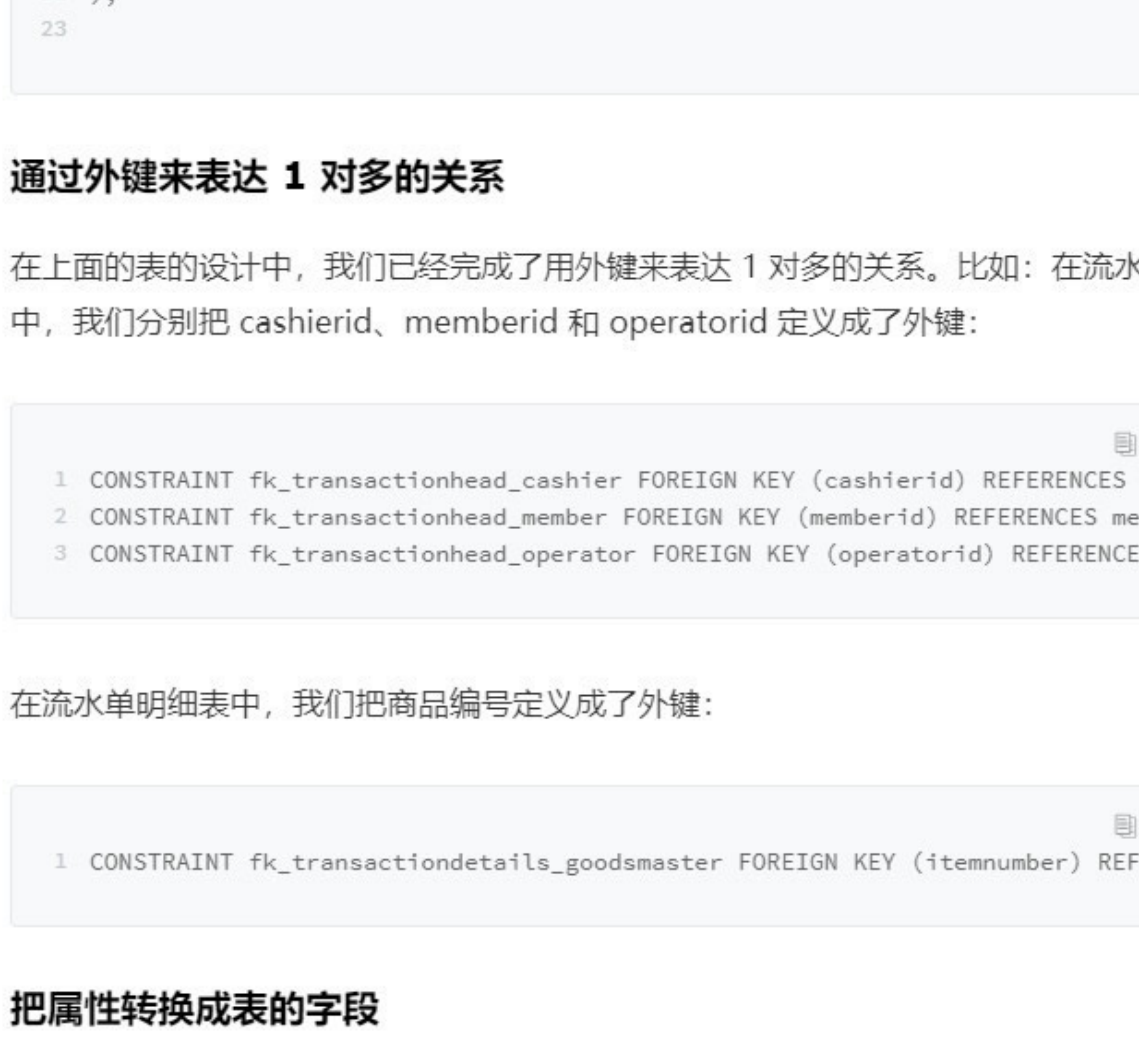 23
通过外键来表达 1 对多的关系
在上面的表的设计中，我们已经完成了用外键来表达 1 对多的关系。比如：在流水
中，我们分别把 cashierid、memberid 和 operatorid 定义成了外键：
1 CONSTRAINT fk_transactionhead_cashier FOREIGN KEY (cashierid) REFERENCES
2 CONSTRAINT fk_transactionhead_member FOREIGN KEY (memberid) REFERENCES me
3 CONSTRAINT fk_transactionhead_operator FOREIGN KEY (operatorid) REFERENCE
在流水单明细表中，我们把商品编号定义成了外键：
1 CONSTRAINT fk_transactiondetails_goodsmaster FOREIGN KEY (itemnumber) REF
把属性转换成表的字段